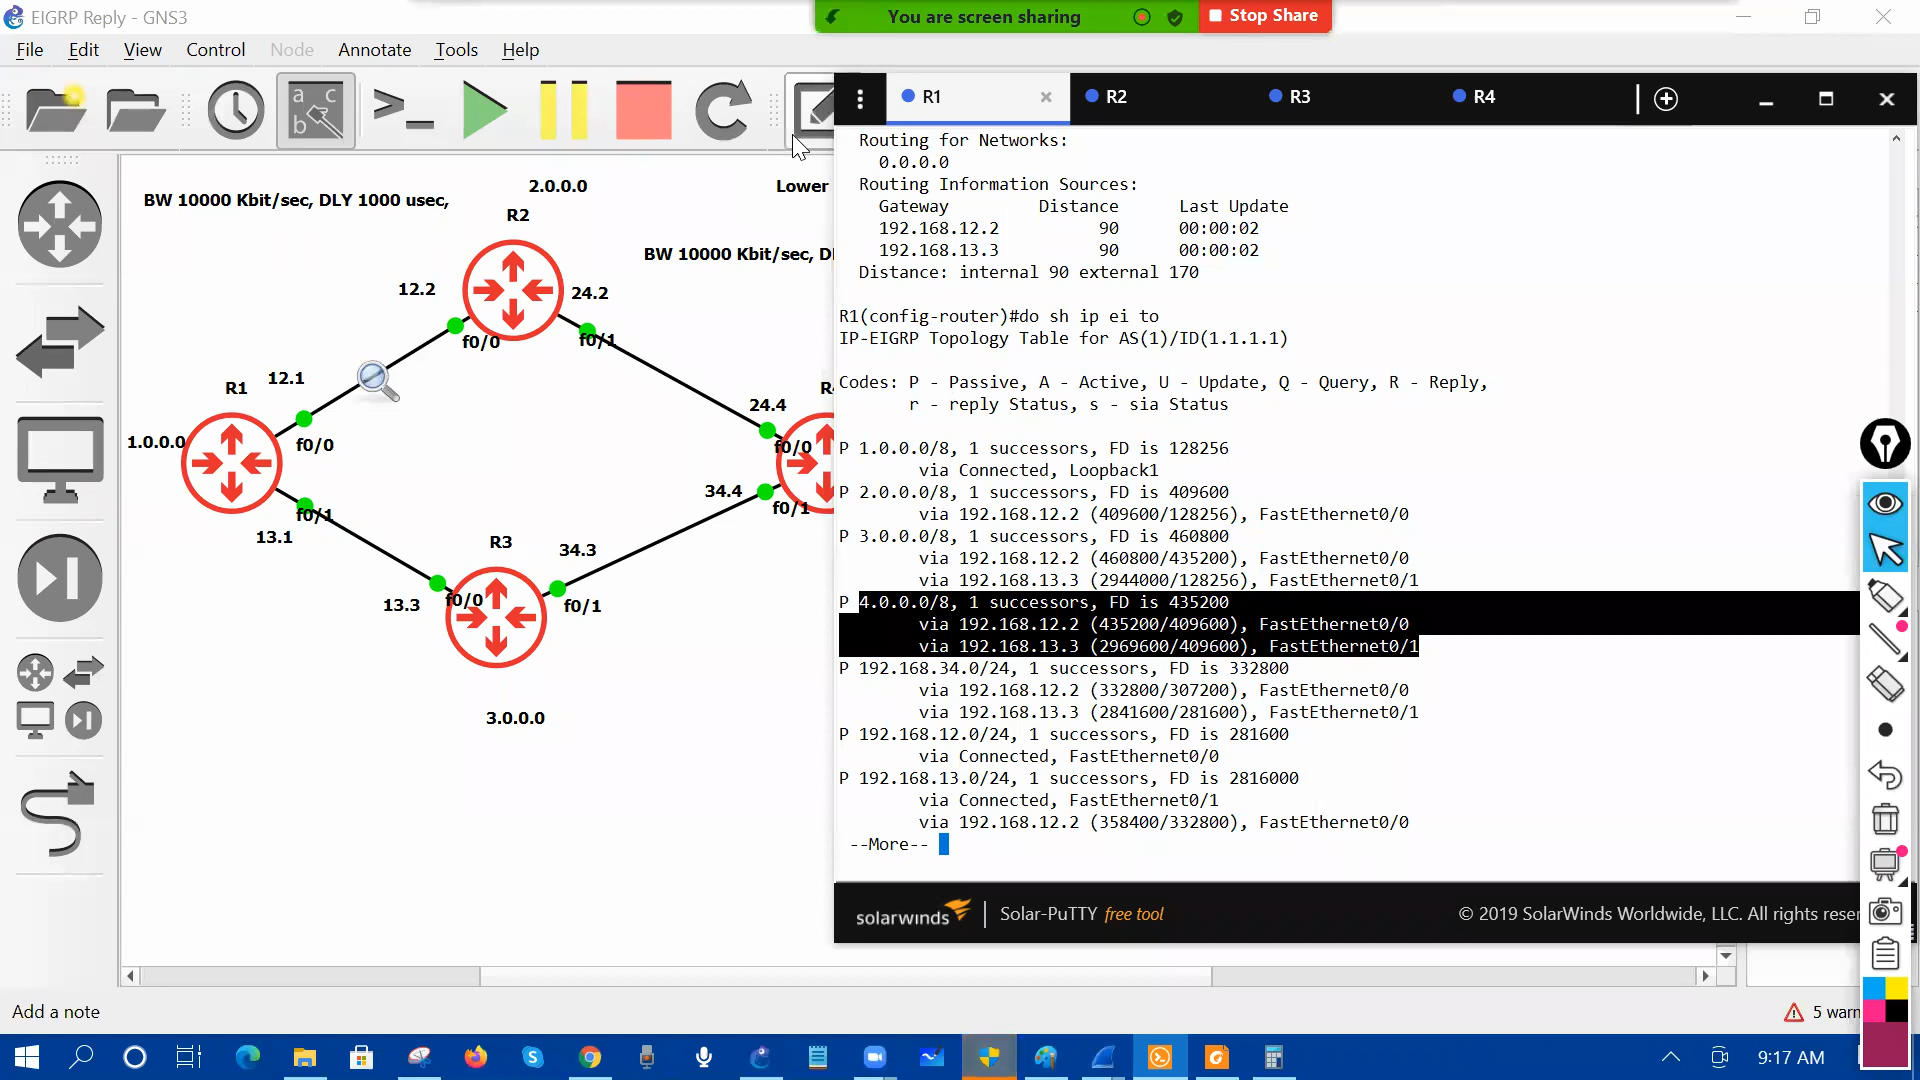 EIGRP Reply - GNS3
You are screen sharing
Stop Share
File Edit View Control Node Annotate Tools Help
R1
R2
R3
R4
BW 10000 Kbit/sec, DLY 1000 usec,
2.0.0.0
Lower
R2
BW 10000 Kbit/sec, D
12.2
24.2
f0/0
f0/1
R1
12.1
1.0.0.0
f0/0
24.4
f0/0
f0/1
13.1
34.4
f0/1
R3
34.3
13.3
f0/0
f0/1
3.0.0.0
Routing for Networks:
0.0.0.0
Routing Information Sources:
Gateway Distance Last Update
192.168.12.2 90 00:00:02
192.168.13.3 90 00:00:02
Distance: internal 90 external 170
R1(config-router)#do sh ip ei to
IP-EIGRP Topology Table for AS(1)/ID(1.1.1.1)
Codes: P - Passive, A - Active, U - Update, Q - Query, R - Reply,
r - reply Status, s - sia Status
P 1.0.0.0/8, 1 successors, FD is 128256
via Connected, Loopback1
P 2.0.0.0/8, 1 successors, FD is 409600
via 192.168.12.2 (409600/128256), FastEthernet0/0
P 3.0.0.0/8, 1 successors, FD is 460800
via 192.168.12.2 (460800/435200), FastEthernet0/0
via 192.168.13.3 (2944000/128256), FastEthernet0/1
P 4.0.0.0/8, 1 successors, FD is 435200
via 192.168.12.2 (435200/409600), FastEthernet0/0
via 192.168.13.3 (2969600/409600), FastEthernet0/1
P 192.168.34.0/24, 1 successors, FD is 332800
via 192.168.12.2 (332800/307200), FastEthernet0/0
via 192.168.13.3 (2841600/281600), FastEthernet0/1
P 192.168.12.0/24, 1 successors, FD is 281600
via Connected, FastEthernet0/0
P 192.168.13.0/24, 1 successors, FD is 2816000
via Connected, FastEthernet0/1
via 192.168.12.2 (358400/332800), FastEthernet0/0
--More--
solarwinds | Solar-PuTTY free tool
© 2019 SolarWinds Worldwide, LLC. All rights reser
Add a note
5 warn
9:17 AM